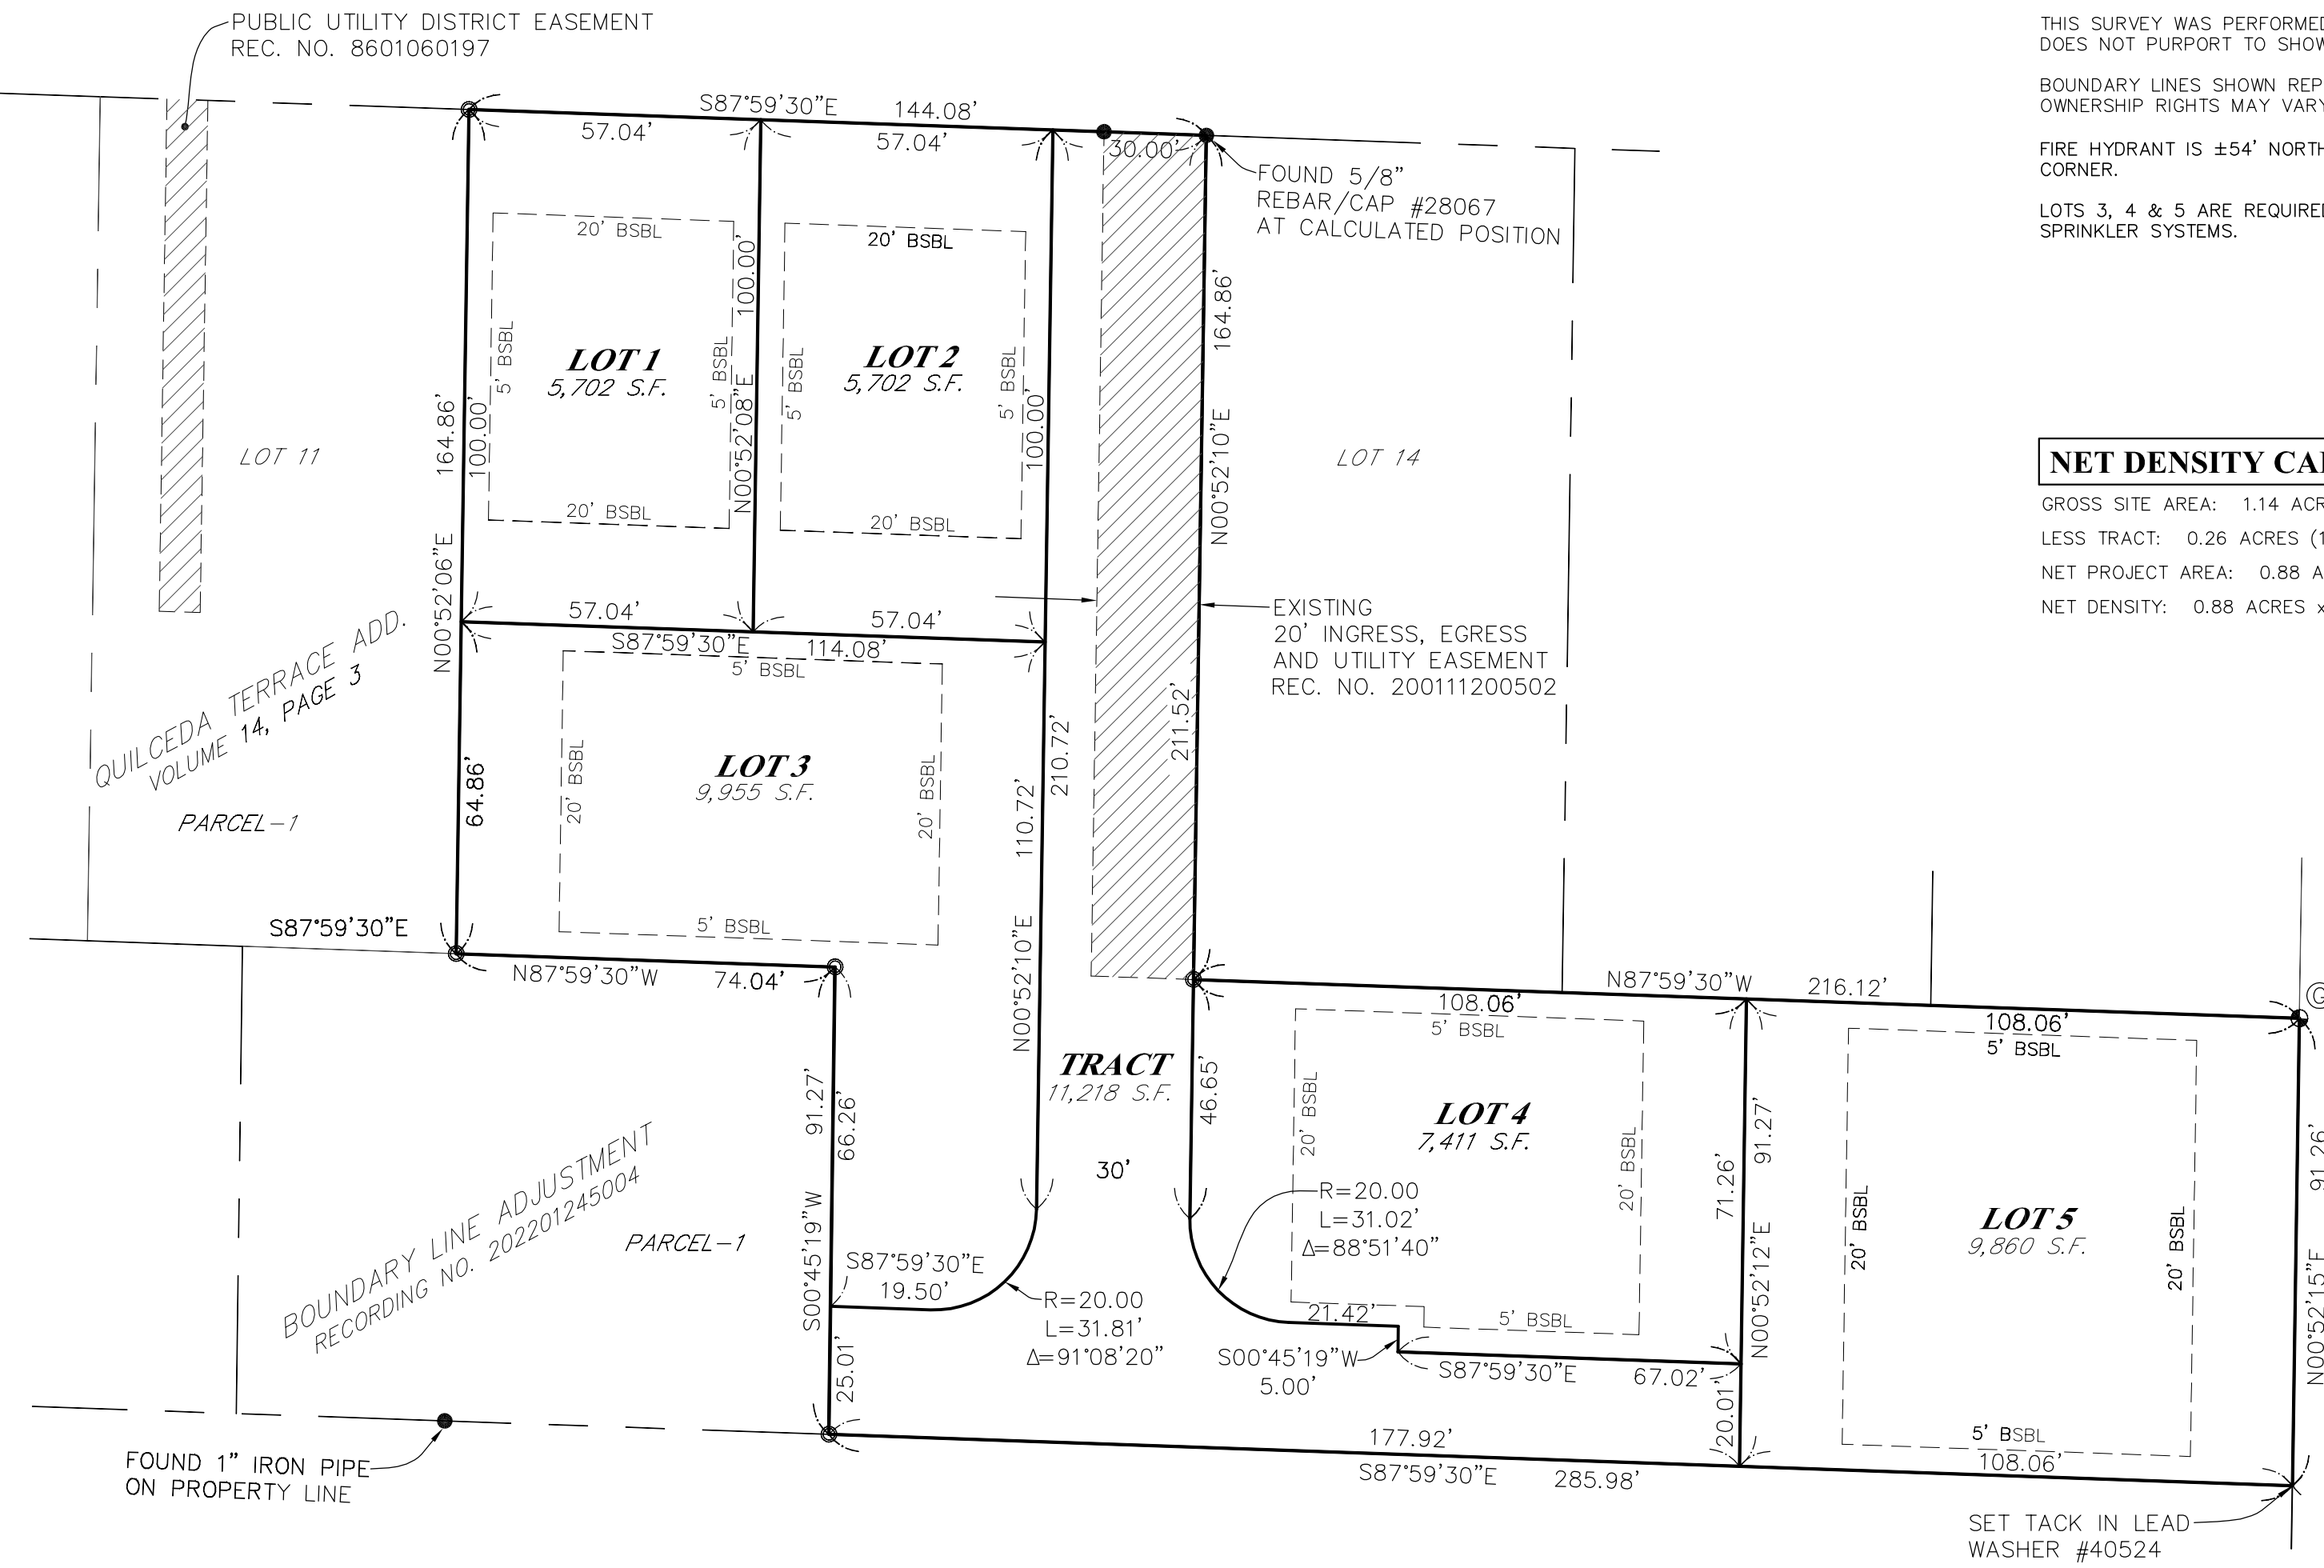 PUBLIC UTILITY DISTRICT EASEMENT
REC. NO. 8601060197
THIS SURVEY WAS PERFORMED
DOES NOT PURPORT TO SHOW
BOUNDARY LINES SHOWN REP
OWNERSHIP RIGHTS MAY VARY
FIRE HYDRANT IS ±54' NORTH
CORNER.
LOTS 3, 4 & 5 ARE REQUIRED
SPRINKLER SYSTEMS.
NET DENSITY CAL
GROSS SITE AREA: 1.14 ACR
LESS TRACT: 0.26 ACRES (1
NET PROJECT AREA: 0.88 A
NET DENSITY: 0.88 ACRES x
S87°59'30"E 144.08'
57.04'
57.04'
30.00'
FOUND 5/8"
REBAR/CAP #28067
AT CALCULATED POSITION
20' BSBL
5' BSBL
LOT 1
5,702 S.F.
5' BSBL
20' BSBL
100.00'
N00°52'08"E
20' BSBL
5' BSBL
LOT 2
5,702 S.F.
5' BSBL
20' BSBL
100.00'
164.86'
100.00'
N00°52'06"E
64.86'
164.86'
N00°52'10"E
211.52'
LOT 11
LOT 14
57.04'
57.04'
S87°59'30"E 114.08'
EXISTING
20' INGRESS, EGRESS
AND UTILITY EASEMENT
REC. NO. 200111200502
QUILCEDA TERRACE ADD.
VOLUME 14, PAGE 3
PARCEL-1
5' BSBL
20' BSBL
LOT 3
9,955 S.F.
20' BSBL
5' BSBL
210.72'
110.72'
N00°52'10"E
S87°59'30"E
N87°59'30"W 74.04'
N87°59'30"W 216.12'
108.06'
108.06'
G
91.27'
66.26'
S00°45'19"W
25.01'
TRACT
11,218 S.F.
30'
46.65'
5' BSBL
20' BSBL
LOT 4
7,411 S.F.
20' BSBL
5' BSBL
R=20.00
L=31.02'
Δ=88°51'40"
91.27'
71.26'
N00°52'12"E
20.01'
5' BSBL
20' BSBL
LOT 5
9,860 S.F.
20' BSBL
5' BSBL
91.26'
N00°52'15"E
BOUNDARY LINE ADJUSTMENT
RECORDING NO. 202201245004
PARCEL-1
S87°59'30"E
19.50'
R=20.00
L=31.81'
Δ=91°08'20"
21.42'
S00°45'19"W
5.00'
S87°59'30"E 67.02'
177.92'
S87°59'30"E 285.98'
108.06'
FOUND 1" IRON PIPE
ON PROPERTY LINE
SET TACK IN LEAD
WASHER #40524